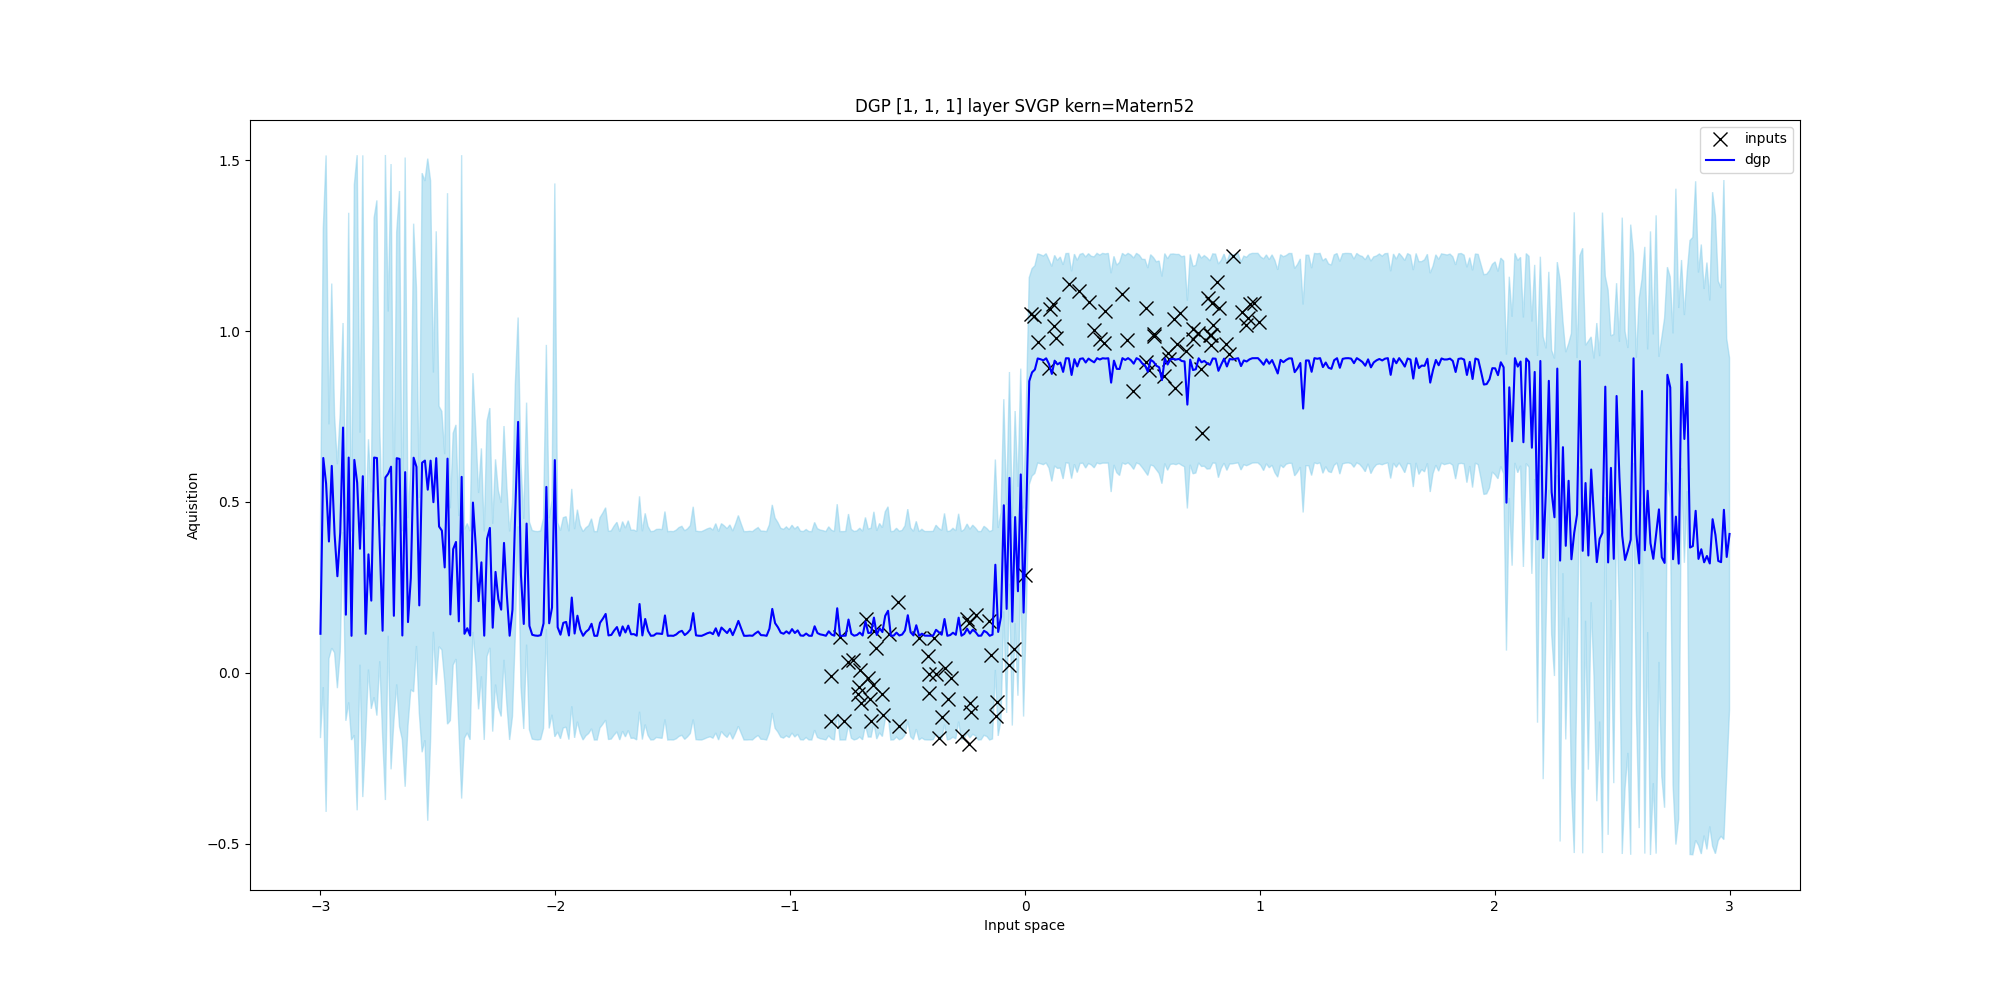 DGP [1, 1, 1] layer SVGP kern=Matern52
inputs
dgp
1.5
1.0
0.5
0.0
−0.5
Aquisition
−3 −2 −1 0 1 2 3
Input space